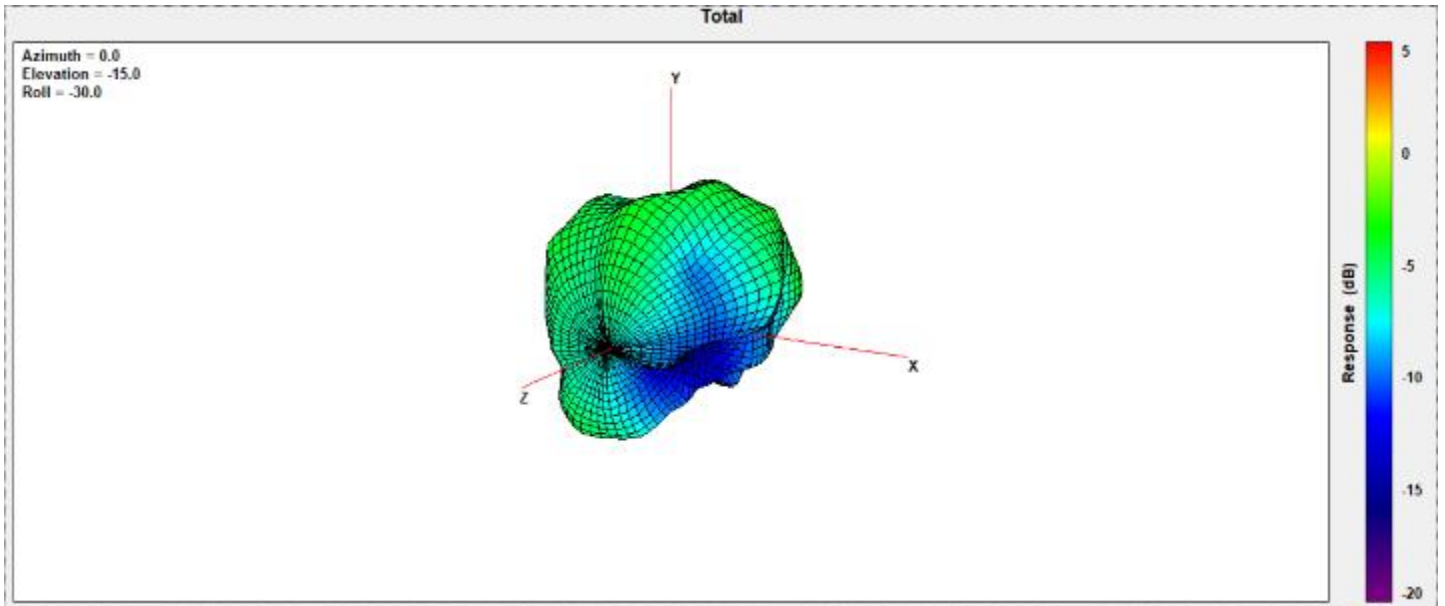 Total
Azimuth = 0.0
Elevation = -15.0
Roll = -30.0
Y
X
Z
5
0
-5
-10
-15
-20
Response (dB)